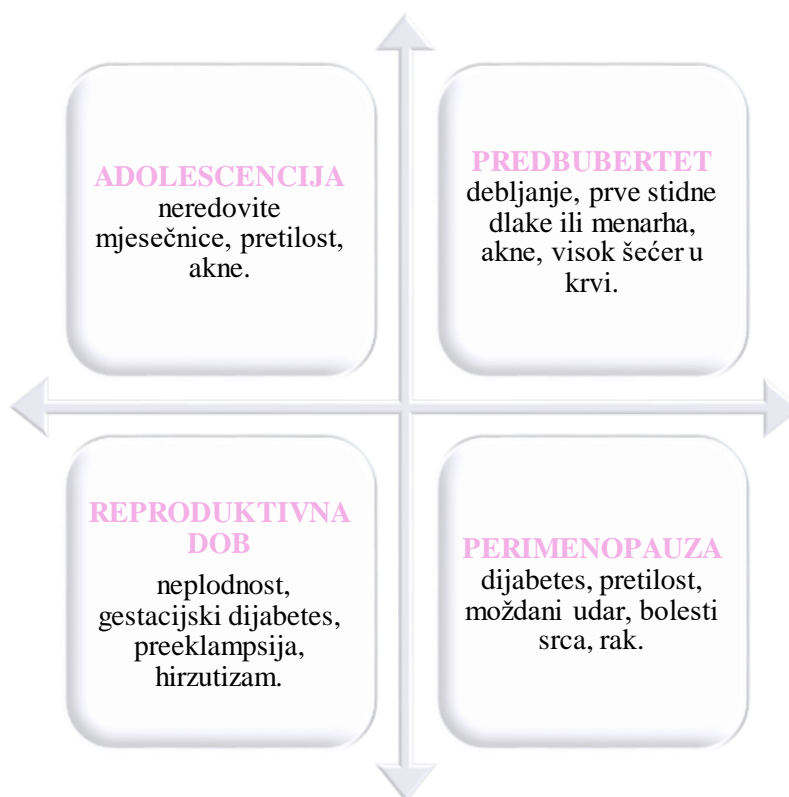 ADOLESCENCIJA
neredovite
mjesečnice, pretilost,
akne.
PREDBUBERTET
debljanje, prve stidne
dlake ili menarha,
akne, visok šećer u
krvi.
REPRODUKTIVNA
DOB
neplodnost,
gestacijski dijabetes,
preeklampsija,
hirzutizam.
PERIMENOPAUZA
dijabetes, pretilost,
moždani udar, bolesti
srca, rak.